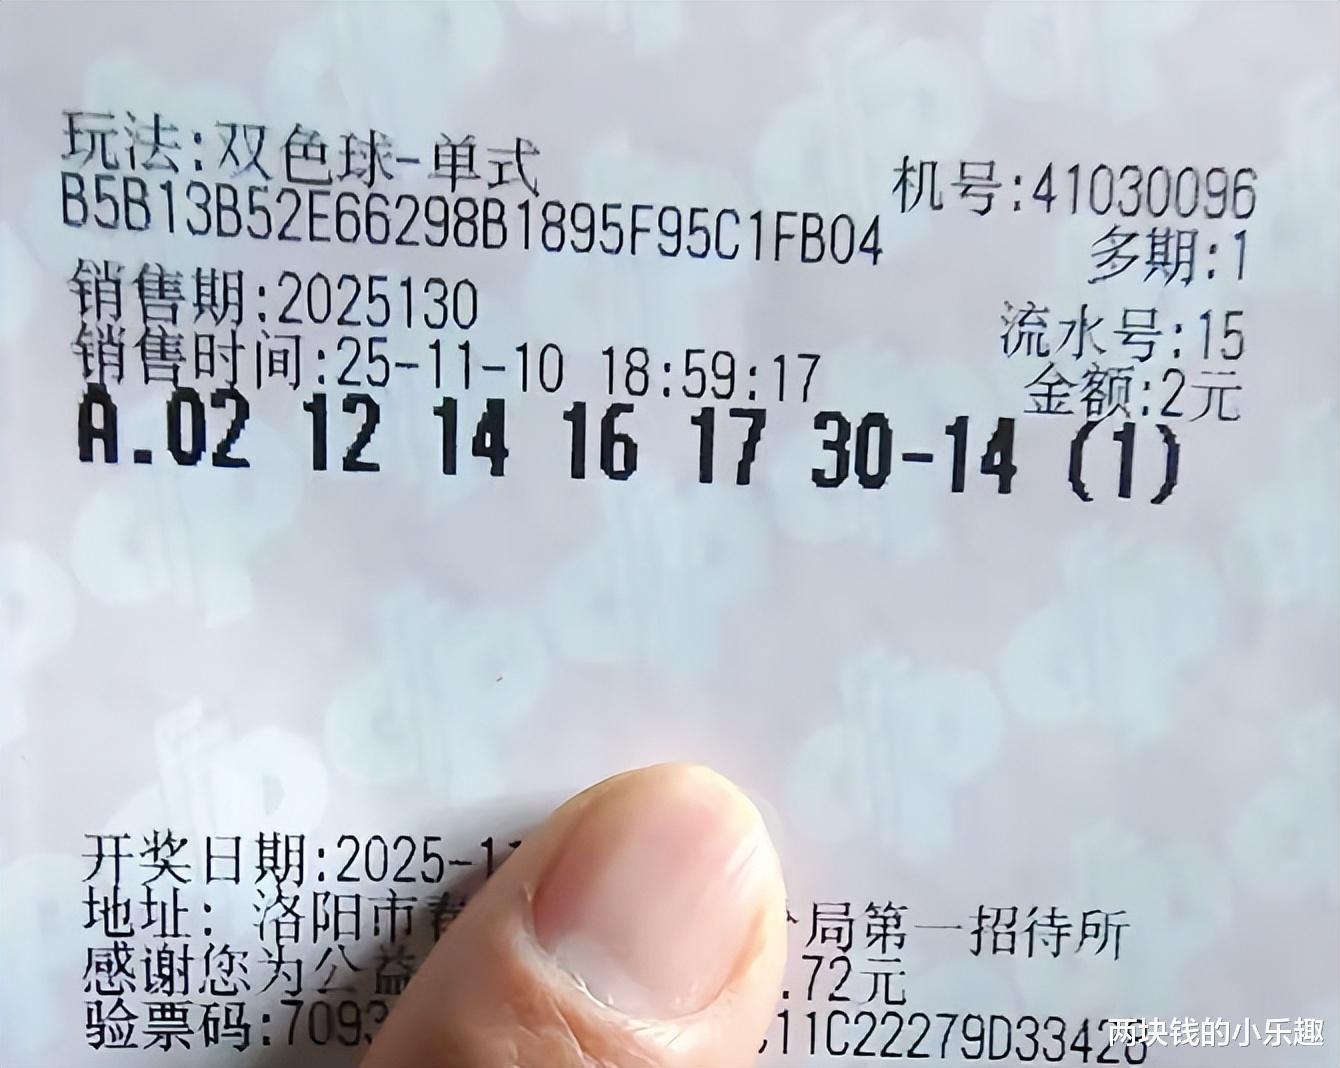 玩法:双色球-单式
机号:41030096
B5B13B52E66298B1895F95C1FB04
多期:1
销售期:2025130
流水号:15
销售时间:25-11-10 18:59:17
金额:2元
A.02 12 14 16 17 30-14 (1)
开奖日期:2025-11
地址: 洛阳市 局第一招待所
感谢您为公益 .72元
验票码:7093 11C22279D3342
两块钱的小乐趣